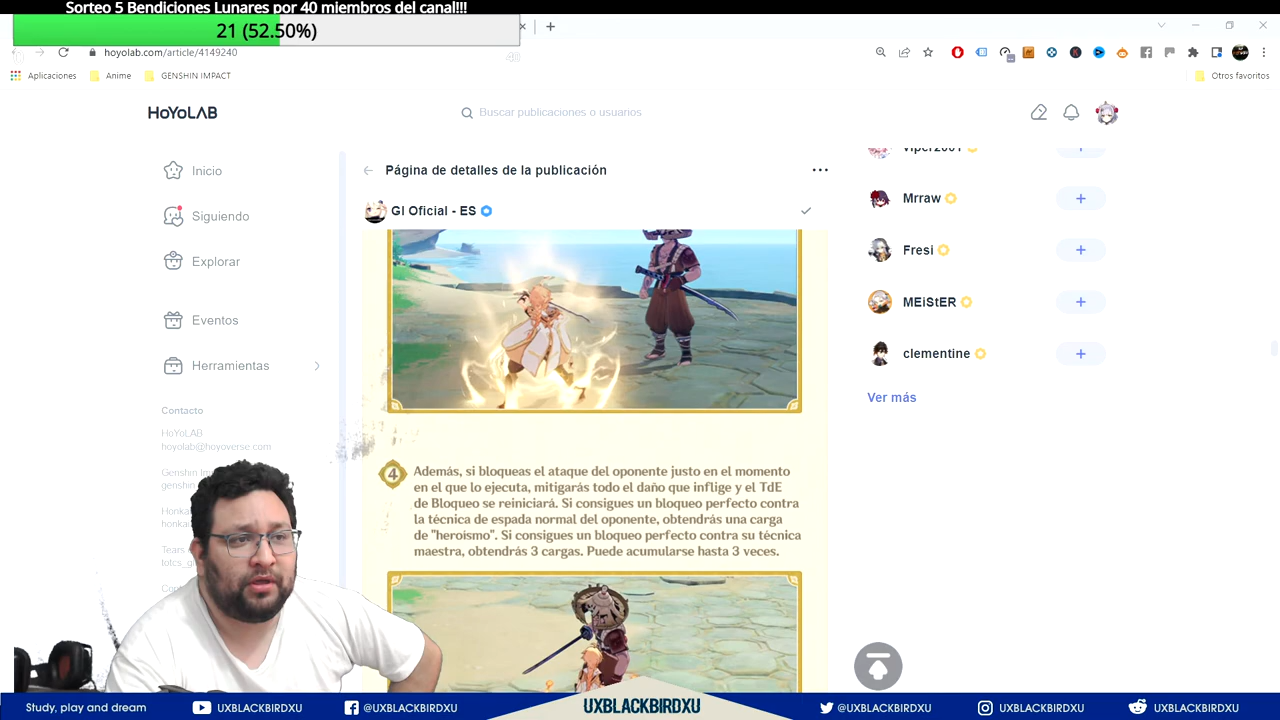 Sorteo 5 Bendiciones Lunares por 40 miembros del canal!!!
21 (52.50%)
40
hoyolab.com/article/4149240
Aplicaciones
Anime
GENSHIN IMPACT
Otros favoritos
HoYoLAB
Buscar publicaciones o usuarios
Inicio
Siguiendo
Explorar
Eventos
Herramientas
Contacto
HoYoLAB
hoyolab@hoyoverse.com
Página de detalles de la publicación
GI Oficial - ES
4
Además, si bloqueas el ataque del oponente justo en el momento
en el que lo ejecuta, mitigarás todo el daño que inflige y el TdE
de Bloqueo se reiniciará. Si consigues un bloqueo perfecto contra
la técnica de espada normal del oponente, obtendrás una carga
de "heroísmo". Si consigues un bloqueo perfecto contra su técnica
maestra, obtendrás 3 cargas. Puede acumularse hasta 3 veces.
Mrraw
Fresi
MEiStER
clementine
Ver más
Study, play and dream
UXBLACKBIRDXU
@UXBLACKBIRDXU
UXBLACKBIRDXU
@UXBLACKBIRDXU
UXBLACKBIRDXU
UXBLACKBIRDXU